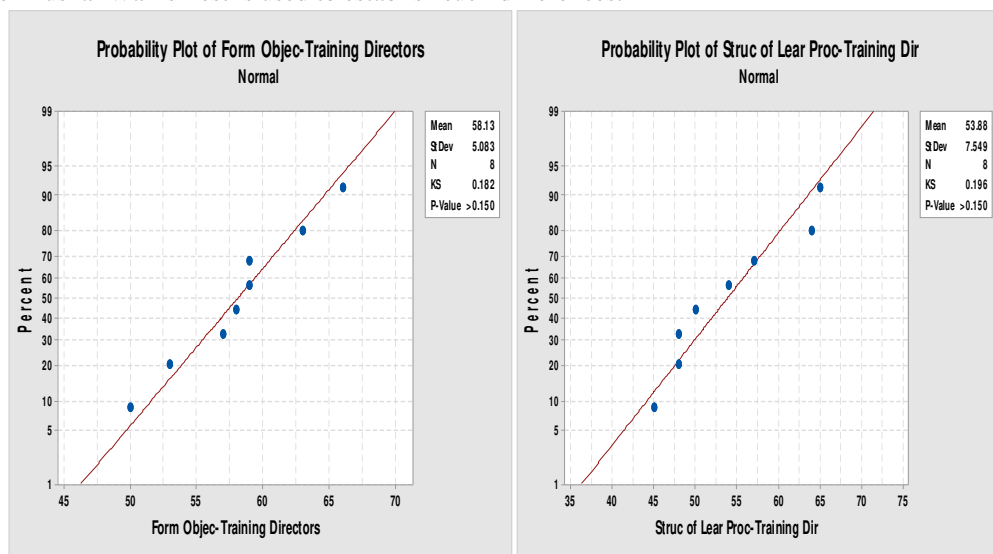 Probability Plot of Form Objec-Training Directors
Normal
99
95
90
80
70
60
50
40
30
20
10
5
1
Percent
45 50 55 60 65 70
Form Objec-Training Directors
Mean 58.13
StDev 5.083
N 8
KS 0.182
P-Value >0.150
Probability Plot of Struc of Lear Proc-Training Dir
Normal
99
95
90
80
70
60
50
40
30
20
10
5
1
Percent
35 40 45 50 55 60 65 70 75
Struc of Lear Proc-Training Dir
Mean 53.88
StDev 7.549
N 8
KS 0.196
P-Value >0.150